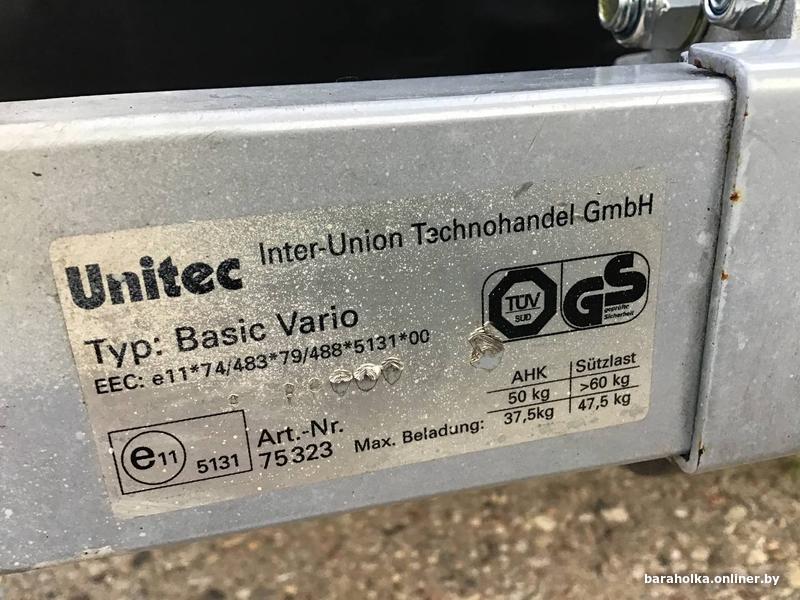 Unitec Inter-Union Technohandel GmbH
Typ: Basic Vario
EEC: e11*74/483*79/488*5131*00
TÜV
SÜD
GS
geprüfte
Sicherheit
e11 5131
Art.-Nr.
75323
AHK Sützlast
50 kg >60 kg
Max. Beladung: 37,5kg 47,5 kg
baraholka.onliner.by